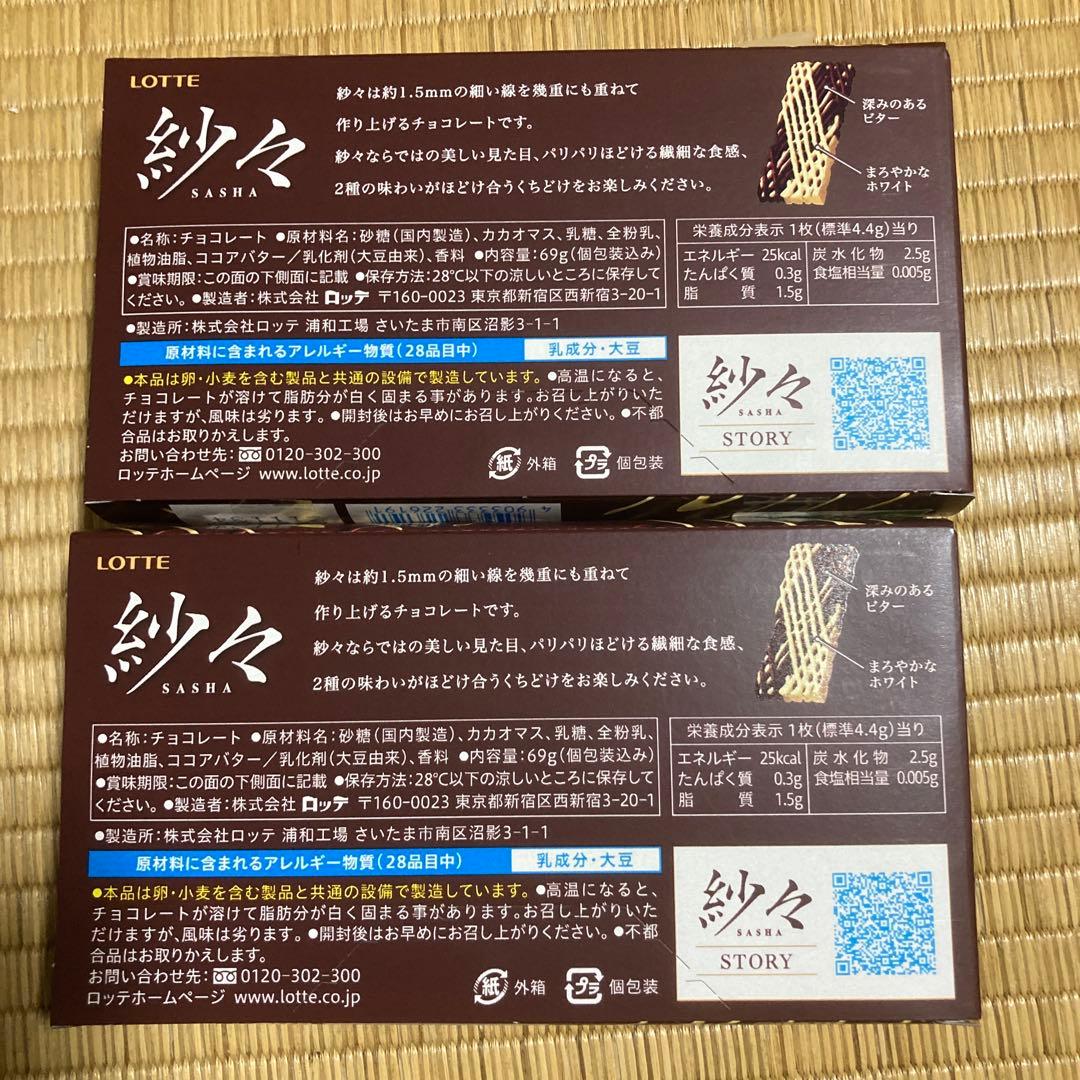 LOTTE
紗々
SASHA
紗々は約1.5mmの細い線を幾重にも重ねて
作り上げるチョコレートです。
紗々ならではの美しい見た目、パリパリほどける繊細な食感、
2種の味わいがほどけ合うくちどけをお楽しみください。
深みのある
ビター
まろやかな
ホワイト
●名称:チョコレート ●原材料名:砂糖(国内製造)、カカオマス、乳糖、全粉乳、
植物油脂、ココアバター/乳化剤(大豆由来)、香料 ●内容量:69g(個包装込み)
●賞味期限:この面の下側面に記載 ●保存方法:28℃以下の涼しいところに保存して
ください。●製造者:株式会社 ロッテ 〒160-0023 東京都新宿区西新宿3-20-1
●製造所:株式会社ロッテ 浦和工場 さいたま市南区沼影3-1-1
栄養成分表示 1枚(標準4.4g)当り
エネルギー 25kcal 炭水化物 2.5g
たんぱく質 0.3g 食塩相当量 0.005g
脂質 1.5g
原材料に含まれるアレルギー物質(28品目中) 乳成分・大豆
●本品は卵・小麦を含む製品と共通の設備で製造しています。●高温になると、
チョコレートが溶けて脂肪分が白く固まる事があります。お召し上がりいた
だけますが、風味は劣ります。●開封後はお早めにお召し上がりください。●不都
合品はお取りかえします。
お問い合わせ先:0120-302-300
ロッテホームページ www.lotte.co.jp
紙 外箱 プラ 個包装
紗々
SASHA
STORY
LOTTE
紗々
SASHA
紗々は約1.5mmの細い線を幾重にも重ねて
作り上げるチョコレートです。
紗々ならではの美しい見た目、パリパリほどける繊細な食感、
2種の味わいがほどけ合うくちどけをお楽しみください。
深みのある
ビター
まろやかな
ホワイト
●名称:チョコレート ●原材料名:砂糖(国内製造)、カカオマス、乳糖、全粉乳、
植物油脂、ココアバター/乳化剤(大豆由来)、香料 ●内容量:69g(個包装込み)
●賞味期限:この面の下側面に記載 ●保存方法:28℃以下の涼しいところに保存して
ください。●製造者:株式会社 ロッテ 〒160-0023 東京都新宿区西新宿3-20-1
●製造所:株式会社ロッテ 浦和工場 さいたま市南区沼影3-1-1
栄養成分表示 1枚(標準4.4g)当り
エネルギー 25kcal 炭水化物 2.5g
たんぱく質 0.3g 食塩相当量 0.005g
脂質 1.5g
原材料に含まれるアレルギー物質(28品目中) 乳成分・大豆
●本品は卵・小麦を含む製品と共通の設備で製造しています。●高温になると、
チョコレートが溶けて脂肪分が白く固まる事があります。お召し上がりいた
だけますが、風味は劣ります。●開封後はお早めにお召し上がりください。●不都
合品はお取りかえします。
お問い合わせ先:0120-302-300
ロッテホームページ www.lotte.co.jp
紙 外箱 プラ 個包装
紗々
SASHA
STORY